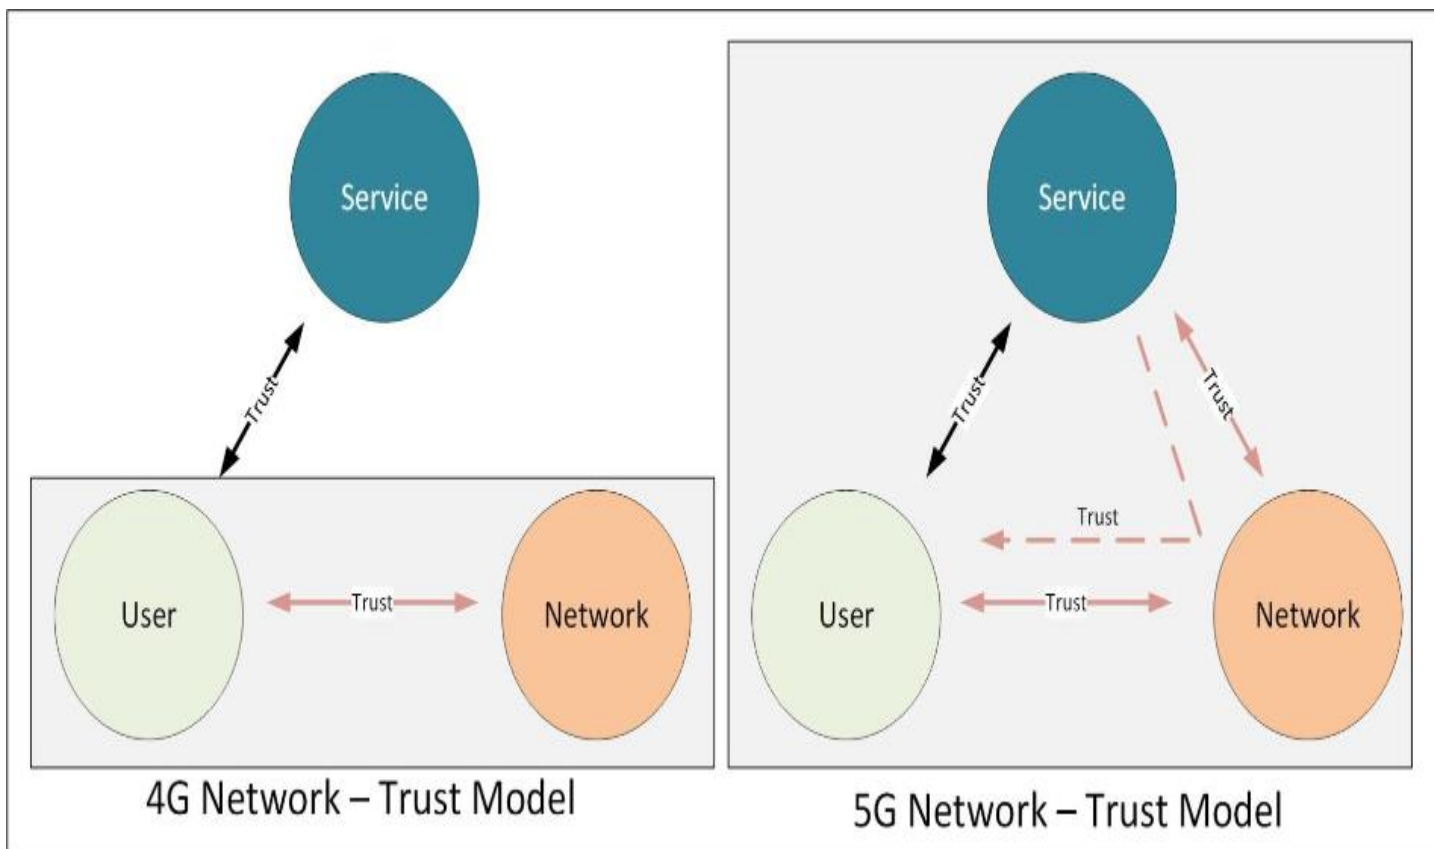 Service
Trust
User
Trust
Network
4G Network – Trust Model
Service
Trust
Trust
Trust
User
Trust
Network
5G Network – Trust Model